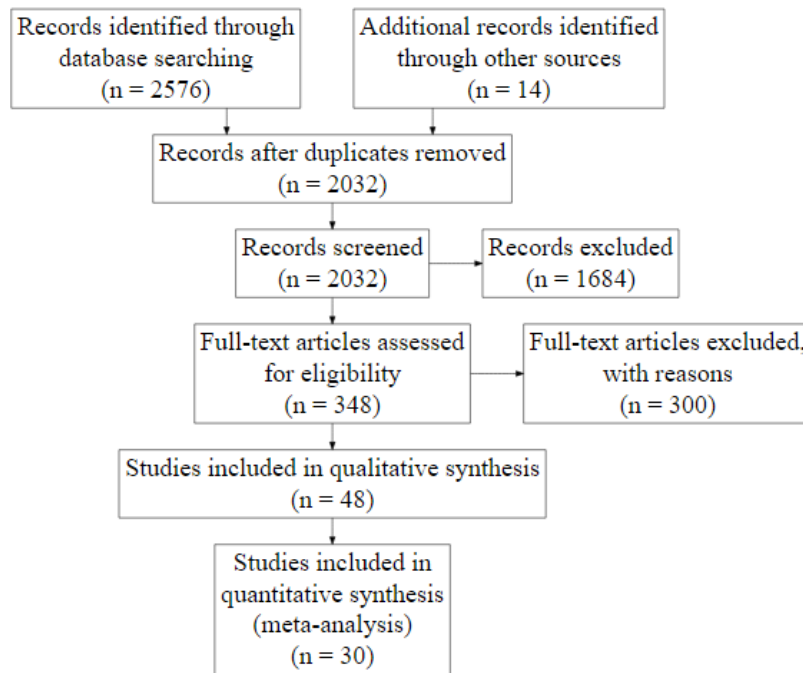 Records identified through
database searching
(n = 2576)
Additional records identified
through other sources
(n = 14)
Records after duplicates removed
(n = 2032)
Records screened
(n = 2032)
Records excluded
(n = 1684)
Full-text articles assessed
for eligibility
(n = 348)
Full-text articles excluded,
with reasons
(n = 300)
Studies included in qualitative synthesis
(n = 48)
Studies included in
quantitative synthesis
(meta-analysis)
(n = 30)